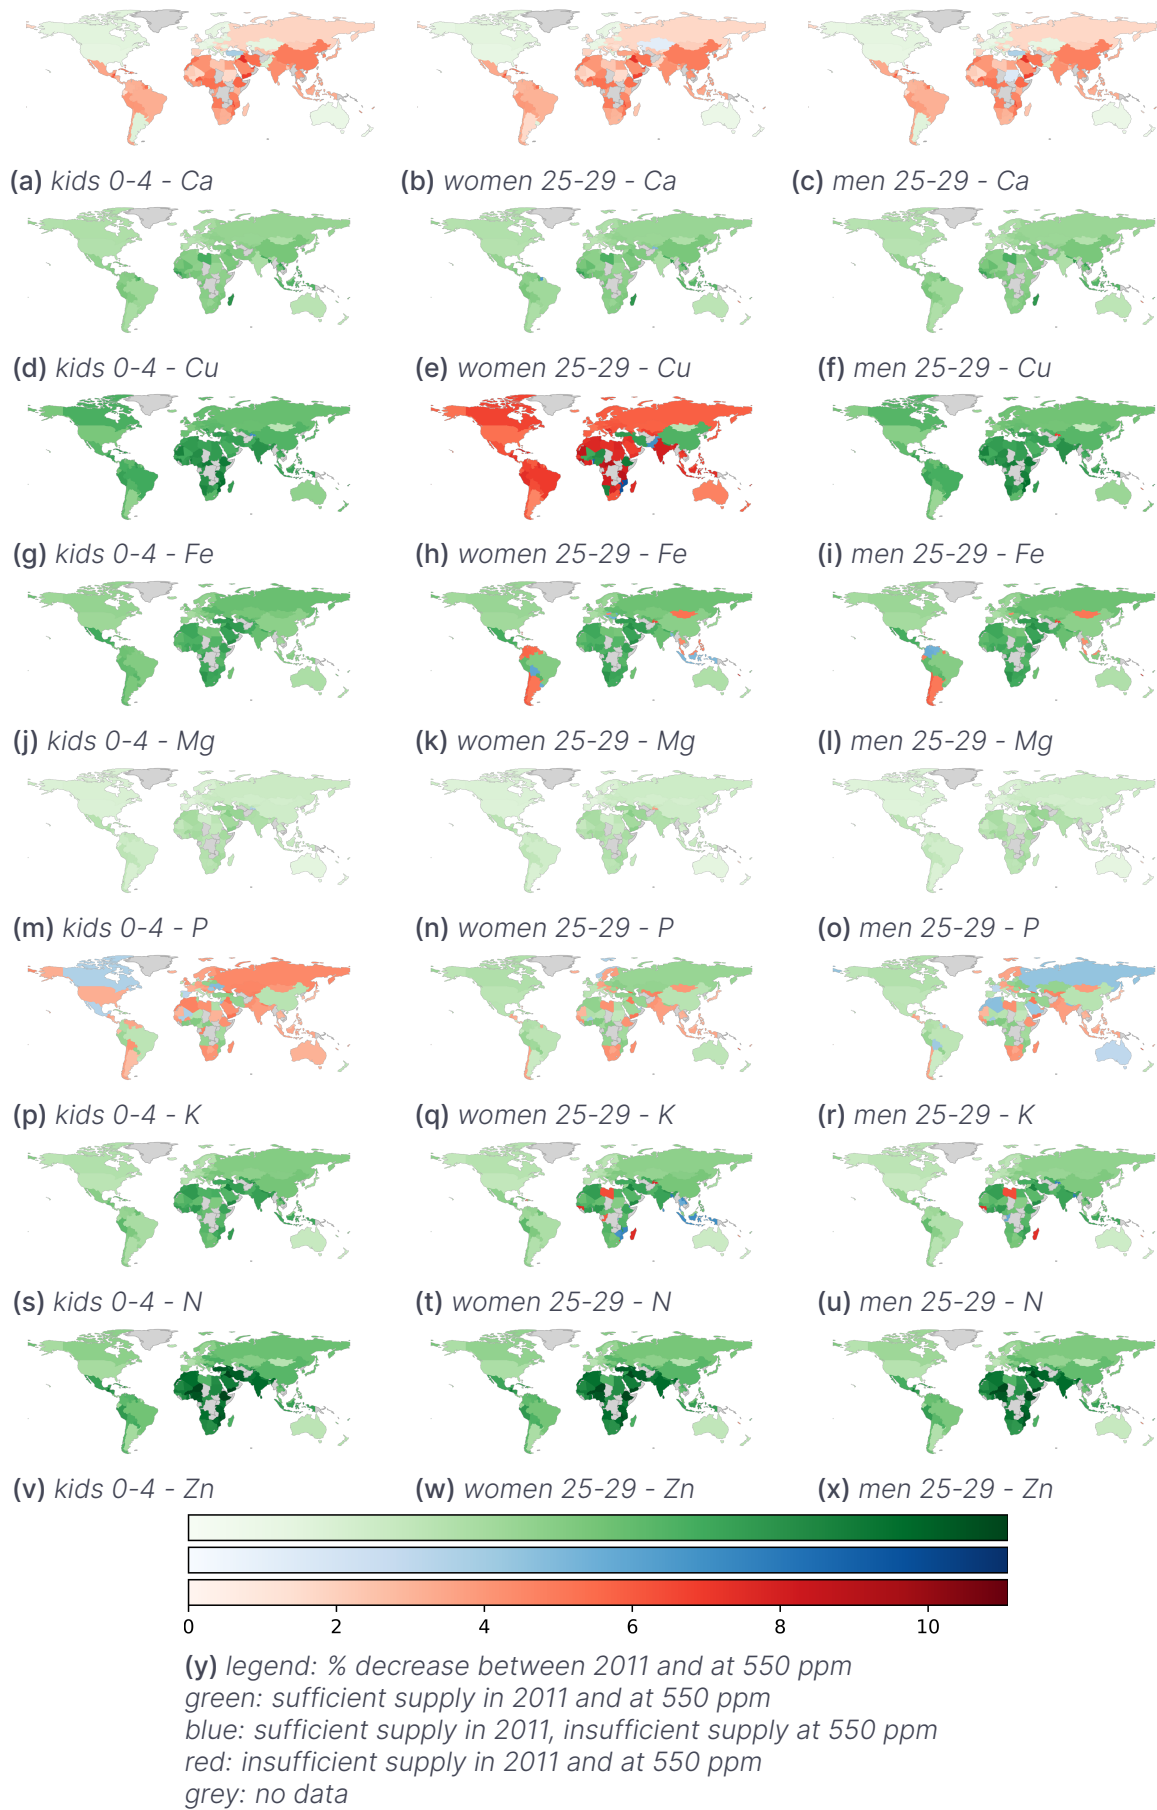 (a) kids 0-4 - Ca
(b) women 25-29 - Ca
(c) men 25-29 - Ca
(d) kids 0-4 - Cu
(e) women 25-29 - Cu
(f) men 25-29 - Cu
(g) kids 0-4 - Fe
(h) women 25-29 - Fe
(i) men 25-29 - Fe
(j) kids 0-4 - Mg
(k) women 25-29 - Mg
(l) men 25-29 - Mg
(m) kids 0-4 - P
(n) women 25-29 - P
(o) men 25-29 - P
(p) kids 0-4 - K
(q) women 25-29 - K
(r) men 25-29 - K
(s) kids 0-4 - N
(t) women 25-29 - N
(u) men 25-29 - N
(v) kids 0-4 - Zn
(w) women 25-29 - Zn
(x) men 25-29 - Zn
0 2 4 6 8 10
(y) legend: % decrease between 2011 and at 550 ppm
green: sufficient supply in 2011 and at 550 ppm
blue: sufficient supply in 2011, insufficient supply at 550 ppm
red: insufficient supply in 2011 and at 550 ppm
grey: no data